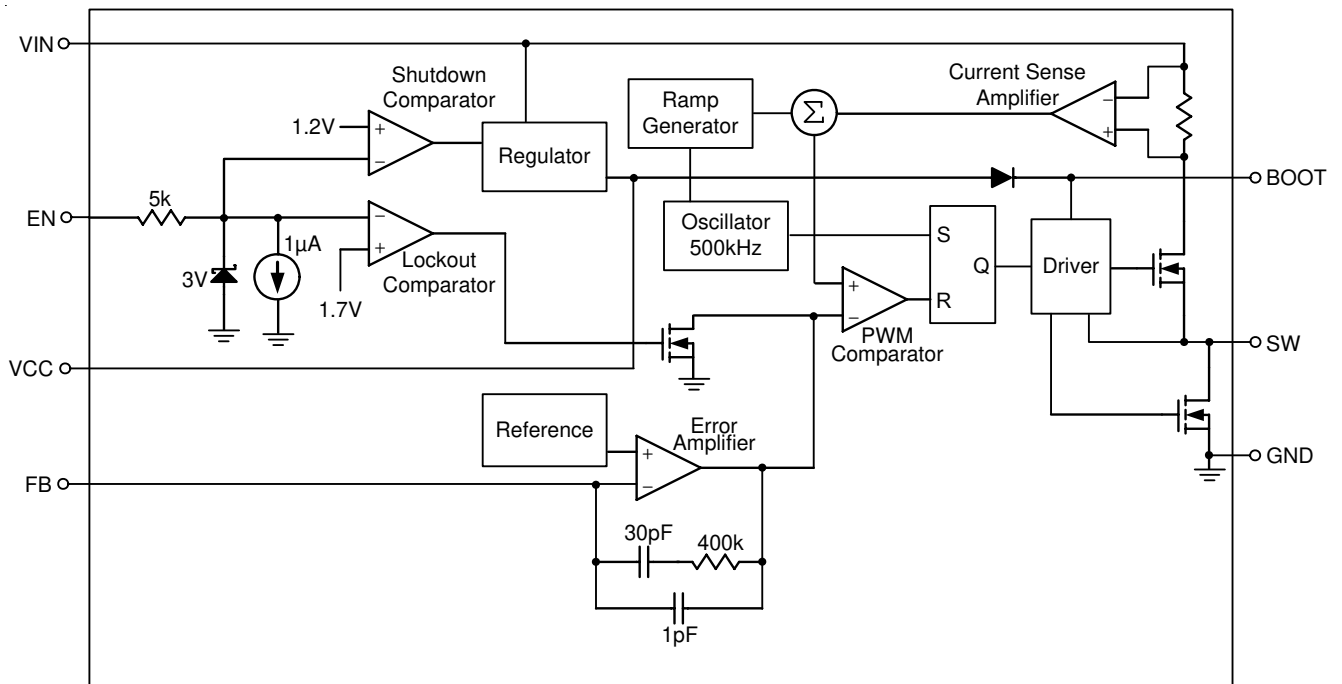 VIN
Shutdown
Comparator
1.2V
+
−
Regulator
Ramp
Generator
Σ
Current Sense
Amplifier
−
+
BOOT
EN
5k
3V
1µA
−
+
Lockout
Comparator
1.7V
Oscillator
500kHz
S
Q
R
Driver
+
−
PWM
Comparator
SW
VCC
Reference
Error
Amplifier
+
−
GND
FB
30pF
400k
1pF